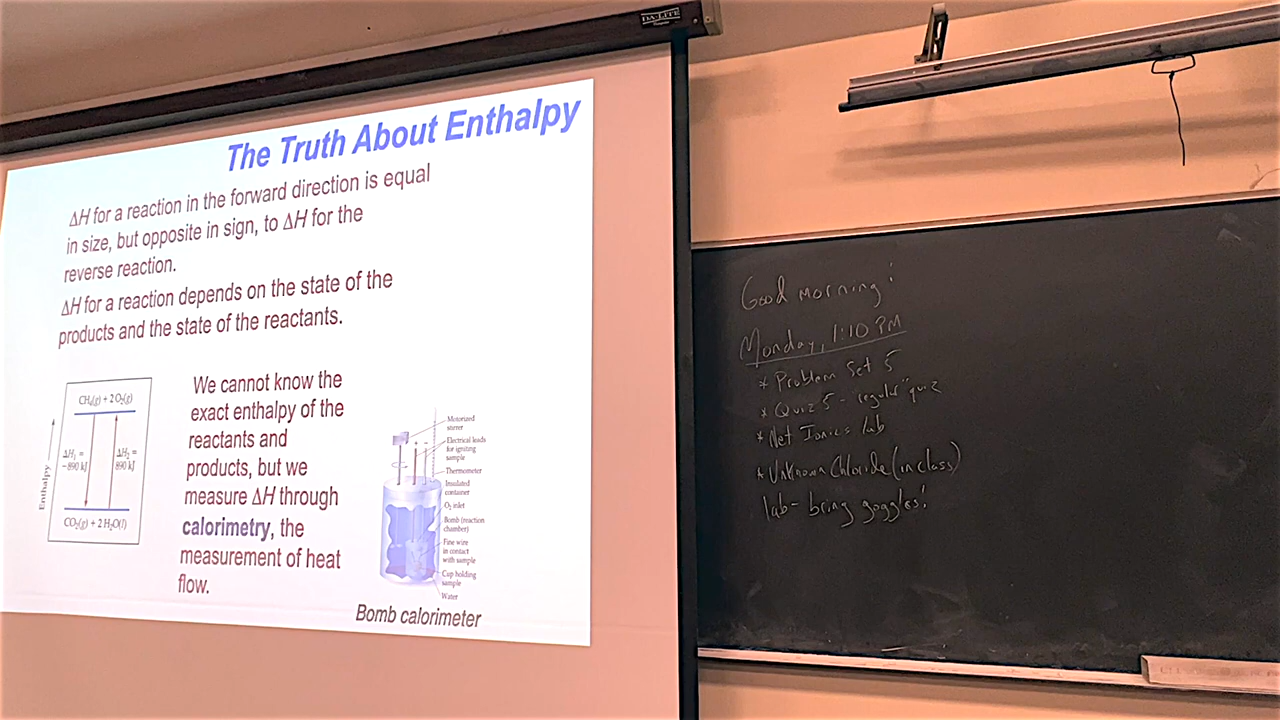 DA-LITE
The Truth About Enthalpy
ΔH for a reaction in the forward direction is equal
in size, but opposite in sign, to ΔH for the
reverse reaction.
ΔH for a reaction depends on the state of the
products and the state of the reactants.
CH₄(g) + 2 O₂(g)
ΔH₁ =
−890 kJ
ΔH₂ =
890 kJ
Enthalpy
CO₂(g) + 2 H₂O(l)
We cannot know the
exact enthalpy of the
reactants and
products, but we
measure ΔH through
calorimetry, the
measurement of heat
flow.
Motorized
stirrer
Electrical leads
for igniting
sample
Thermometer
Insulated
container
O₂ inlet
Bomb (reaction
chamber)
Fine wire
in contact
with sample
Cup holding
sample
Water
Bomb calorimeter
Good morning!
Monday, 1:10 PM
* Problem Set 5
* Quiz 5 - regular" quiz
* Net Ionics lab
* Unknown Chloride (in class)
lab - bring goggles!